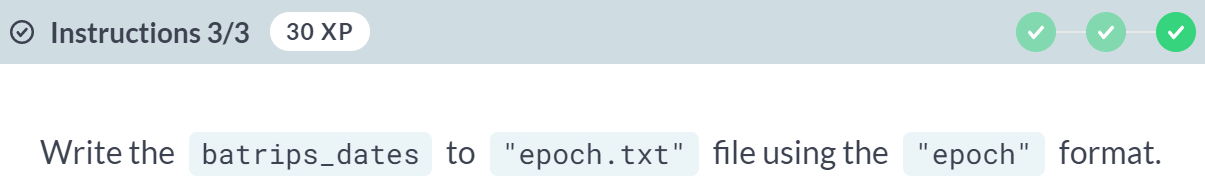 Instructions 3/3 30 XP
Write the batrips_dates to "epoch.txt" file using the "epoch" format.